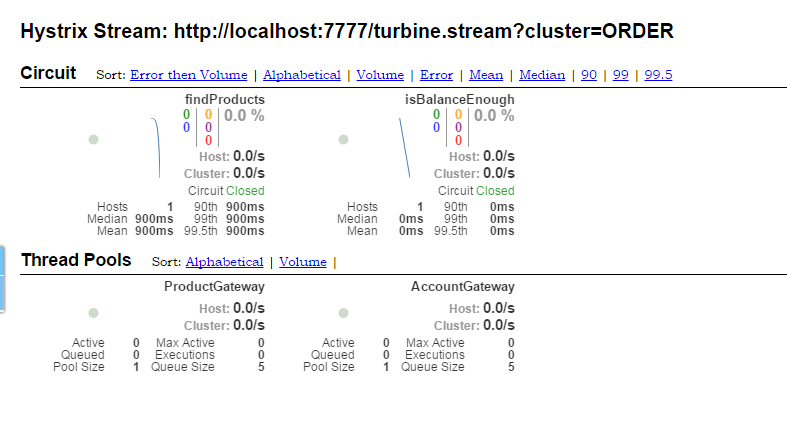 Hystrix Stream: http://localhost:7777/turbine.stream?cluster=ORDER
Circuit Sort: Error then Volume | Alphabetical | Volume | Error | Mean | Median | 90 | 99 | 99.5
findProducts
0 0 0.0 %
0 0
0
Host: 0.0/s
Cluster: 0.0/s
Circuit Closed
Hosts 1 90th 900ms
Median 900ms 99th 900ms
Mean 900ms 99.5th 900ms
isBalanceEnough
0 0 0.0 %
0 0
0
Host: 0.0/s
Cluster: 0.0/s
Circuit Closed
Hosts 1 90th 0ms
Median 0ms 99th 0ms
Mean 0ms 99.5th 0ms
Thread Pools Sort: Alphabetical | Volume |
ProductGateway
Host: 0.0/s
Cluster: 0.0/s
Active 0 Max Active 0
Queued 0 Executions 0
Pool Size 1 Queue Size 5
AccountGateway
Host: 0.0/s
Cluster: 0.0/s
Active 0 Max Active 0
Queued 0 Executions 0
Pool Size 1 Queue Size 5